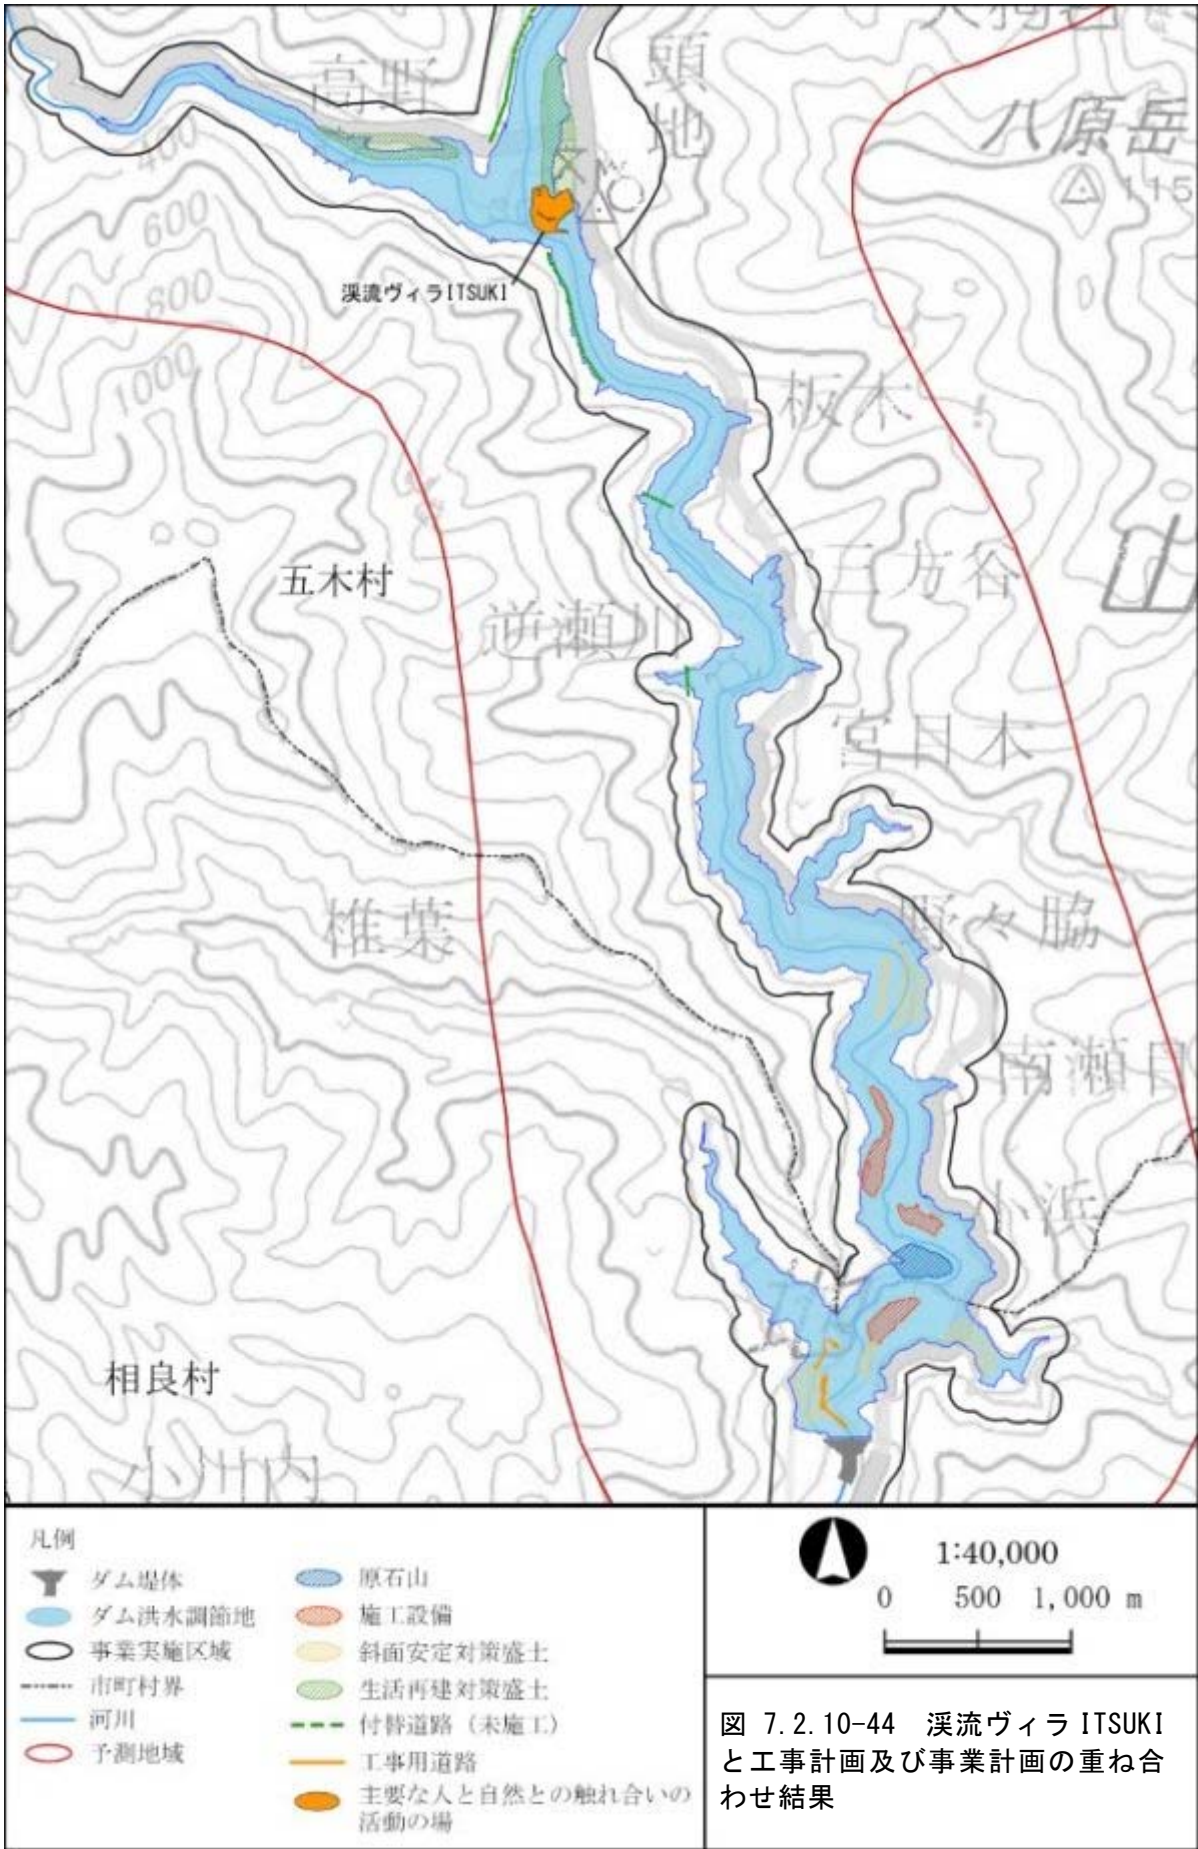 高野
頭地
八原岳
115
400
600
800
1000
渓流ヴィラITSUKI
板木
五木村
逆瀬川
宮目木
椎葉
野々脇
小浜
相良村
小川内
凡例
ダム堤体
ダム洪水調節地
事業実施区域
市町村界
河川
予測地域
原石山
施工設備
斜面安定対策盛土
生活再建対策盛土
付替道路（未施工）
工事用道路
主要な人と自然との触れ合いの
活動の場
1:40,000
0 500 1,000 m
図 7.2.10-44 渓流ヴィラ ITSUKI
と工事計画及び事業計画の重ね合
わせ結果